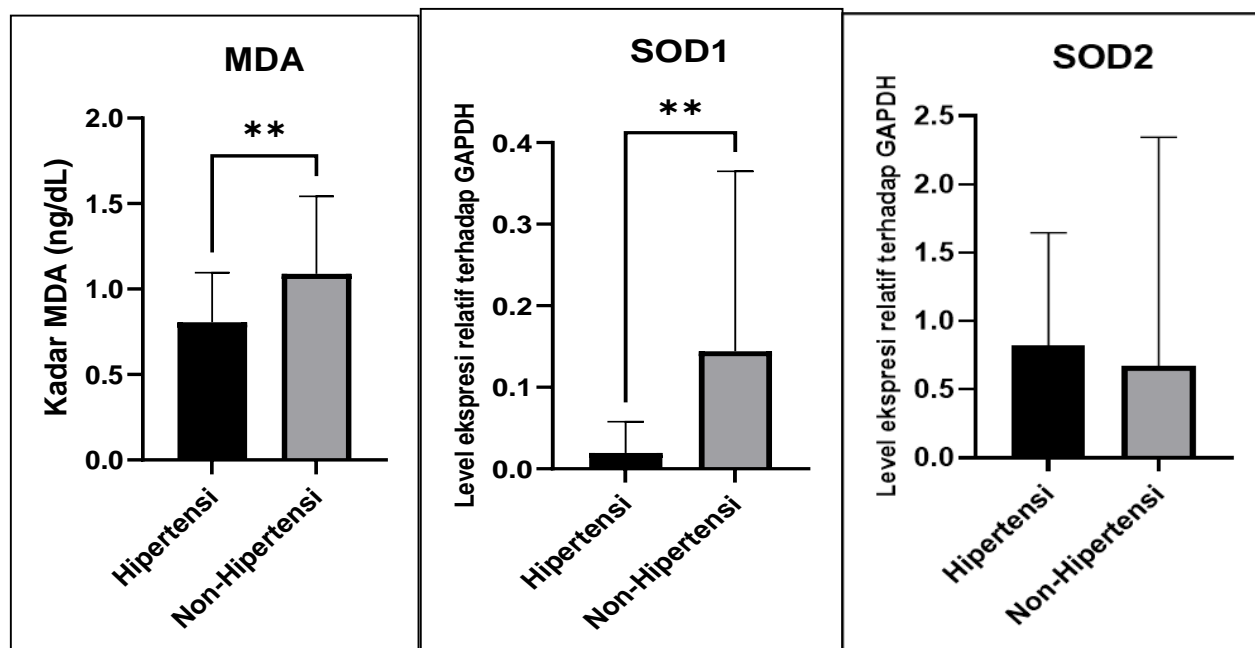 MDA
Kadar MDA (ng/dL)
2.0
1.5
1.0
0.5
0.0
**
Hipertensi
Non-Hipertensi
SOD1
Level ekspresi relatif terhadap GAPDH
0.4
0.3
0.2
0.1
0.0
**
Hipertensi
Non-Hipertensi
SOD2
Level ekspresi relatif terhadap GAPDH
2.5
2.0
1.5
1.0
0.5
0.0
Hipertensi
Non-Hipertensi